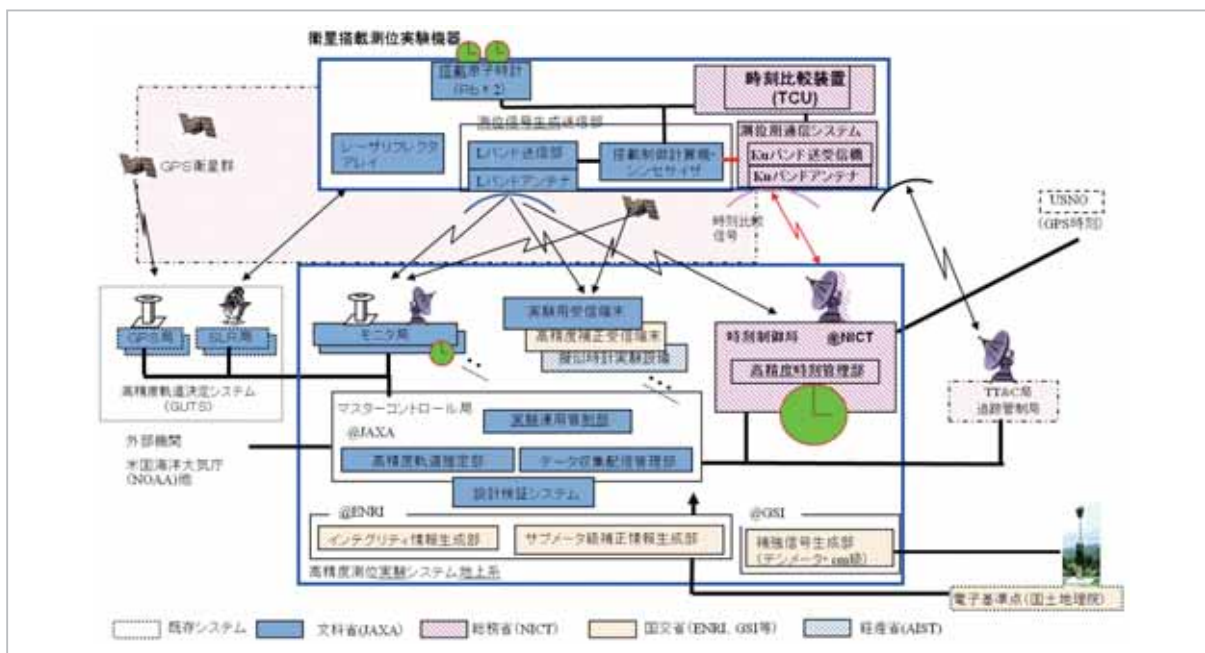 衛星搭載測位実験機器
搭載原子時計
(Rb×2)
時刻比較装置
(TCU)
測位信号生成送信部
測位用通信システム
レーザリフレクタ
アレイ
Lバンド送信部
Lバンドアンテナ
搭載制御計算機・
シンセサイザ
Kuバンド送受信機
Kuバンドアンテナ
GPS衛星群
時刻比較
信号
USNO
(GPS時刻)
GPS局
SLR局
モニタ局
実験用受信端末
高精度補正受信端末
擬似時計実験設備
時刻制御局 @NICT
高精度時刻管理部
TT&C局
追跡管制局
高精度軌道決定システム
(GUTS)
マスターコントロール局
@JAXA
実験運用管制部
高精度軌道推定部
データ収集配信管理部
設計検証システム
外部機関
米国海洋大気庁
(NOAA)他
@ENRI
インテグリティ情報生成部
サブメータ級補正情報生成部
@GSI
補強信号生成部
(デシメータ・cm級)
高精度測位実験システム地上系
電子基準点(国土地理院)
既存システム
文科省(JAXA)
総務省(NICT)
国交省(ENRI、GSI等)
経産省(AIST)